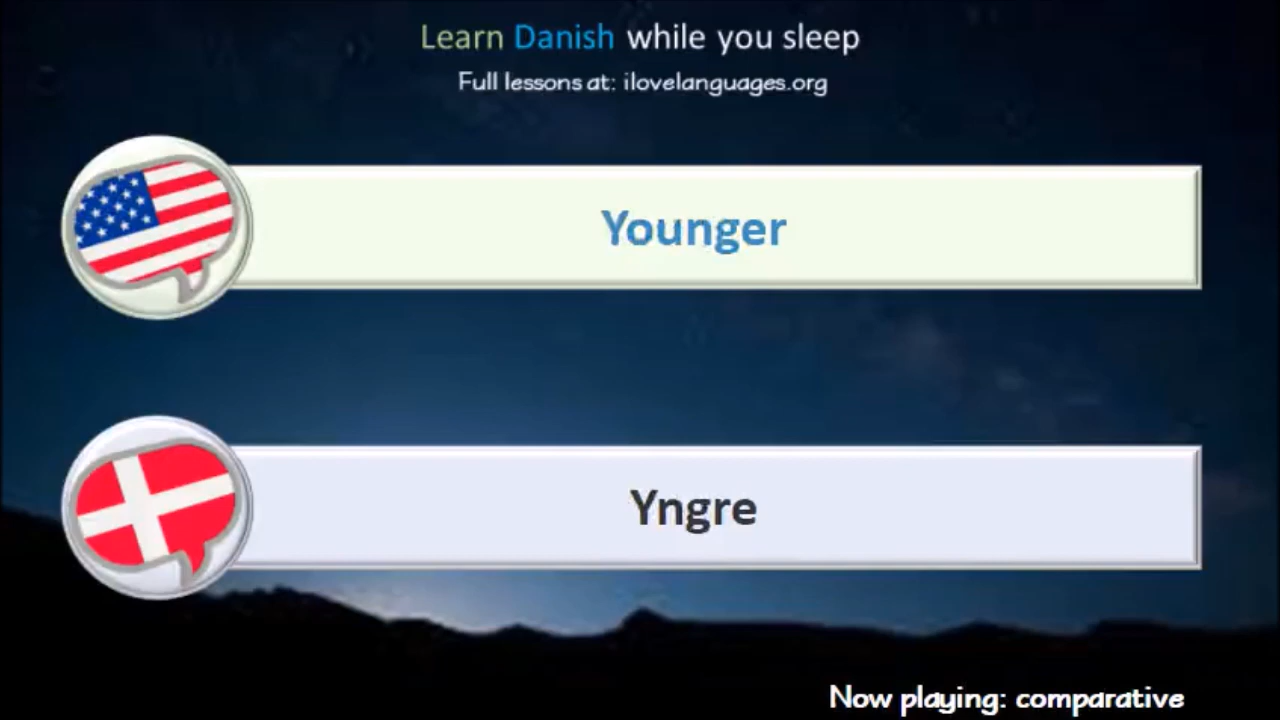 Learn Danish while you sleep
Full lessons at: ilovelanguages.org
Younger
Yngre
Now playing: comparative